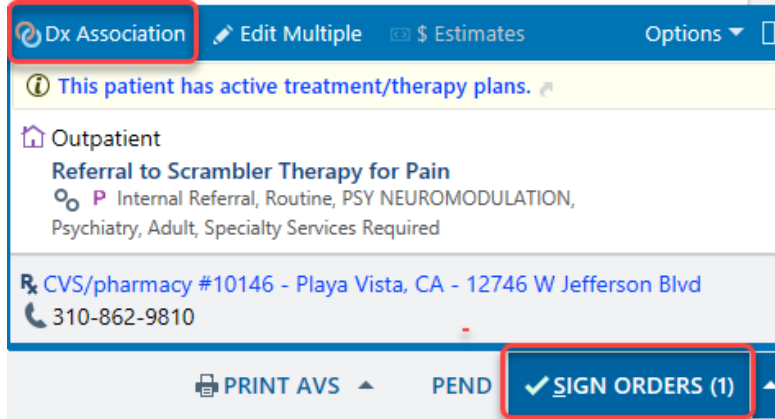 Dx Association Edit Multiple $ Estimates Options
This patient has active treatment/therapy plans.
Outpatient
Referral to Scrambler Therapy for Pain
P Internal Referral, Routine, PSY NEUROMODULATION,
Psychiatry, Adult, Specialty Services Required
Rx CVS/pharmacy #10146 - Playa Vista, CA - 12746 W Jefferson Blvd
310-862-9810
PRINT AVS PEND SIGN ORDERS (1)